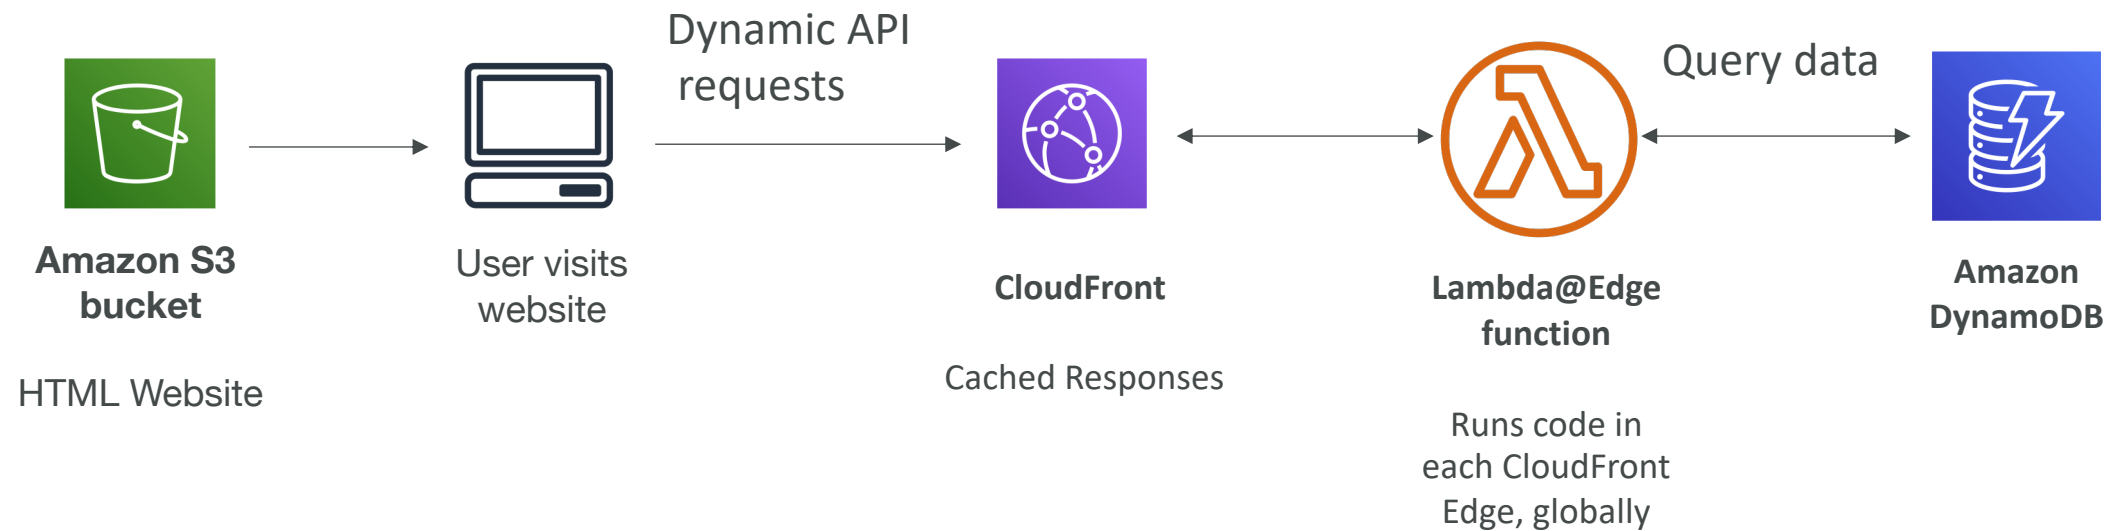 Dynamic API
requests
Query data
Amazon S3
bucket
HTML Website
User visits
website
CloudFront
Cached Responses
Lambda@Edge
function
Runs code in
each CloudFront
Edge, globally
Amazon
DynamoDB